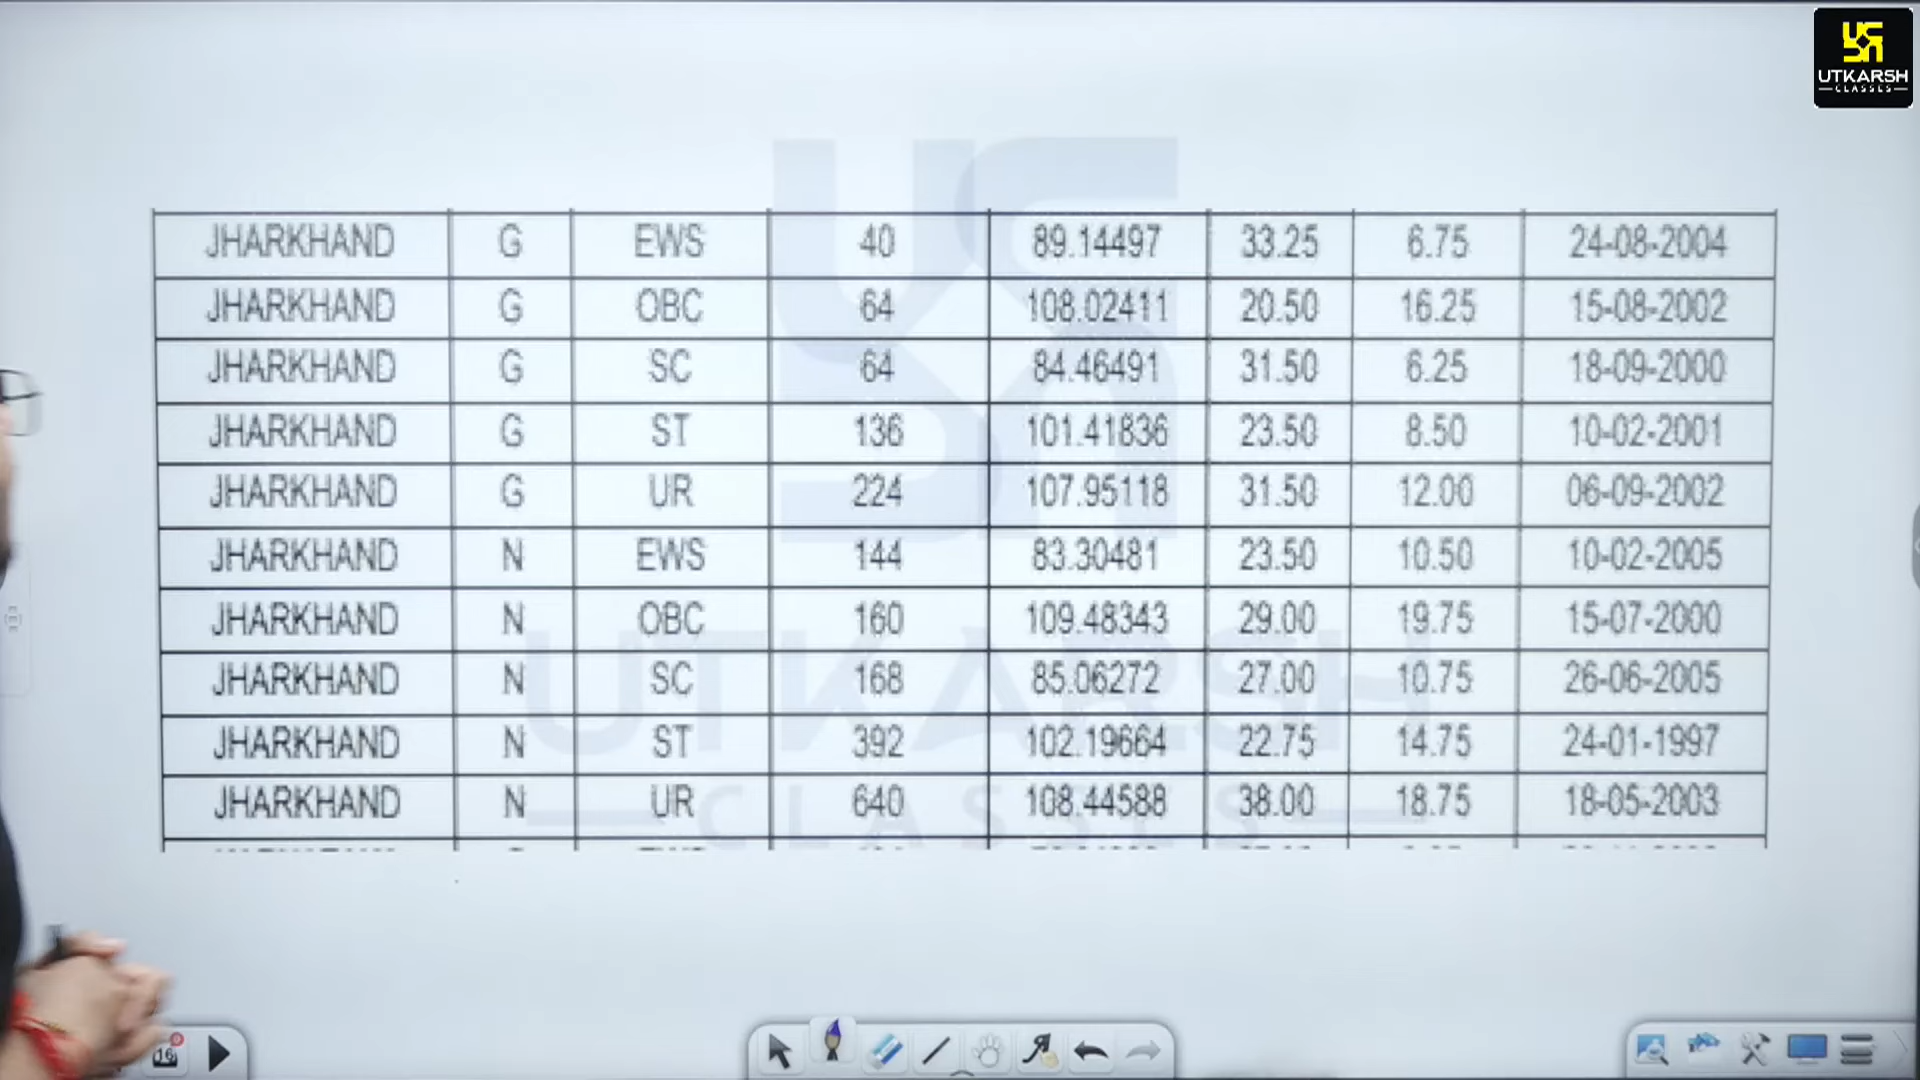 UTKARSH
CLASSES
JHARKHAND G EWS 40 89.14497 33.25 6.75 24-08-2004
JHARKHAND G OBC 64 108.02411 20.50 16.25 15-08-2002
JHARKHAND G SC 64 84.46491 31.50 6.25 18-09-2000
JHARKHAND G ST 136 101.41836 23.50 8.50 10-02-2001
JHARKHAND G UR 224 107.95118 31.50 12.00 06-09-2002
JHARKHAND N EWS 144 83.30481 23.50 10.50 10-02-2005
JHARKHAND N OBC 160 109.48343 29.00 19.75 15-07-2000
JHARKHAND N SC 168 85.06272 27.00 10.75 26-06-2005
JHARKHAND N ST 392 102.19664 22.75 14.75 24-01-1997
JHARKHAND N UR 640 108.44588 38.00 18.75 18-05-2003
UTKARSH
CLASSES
16